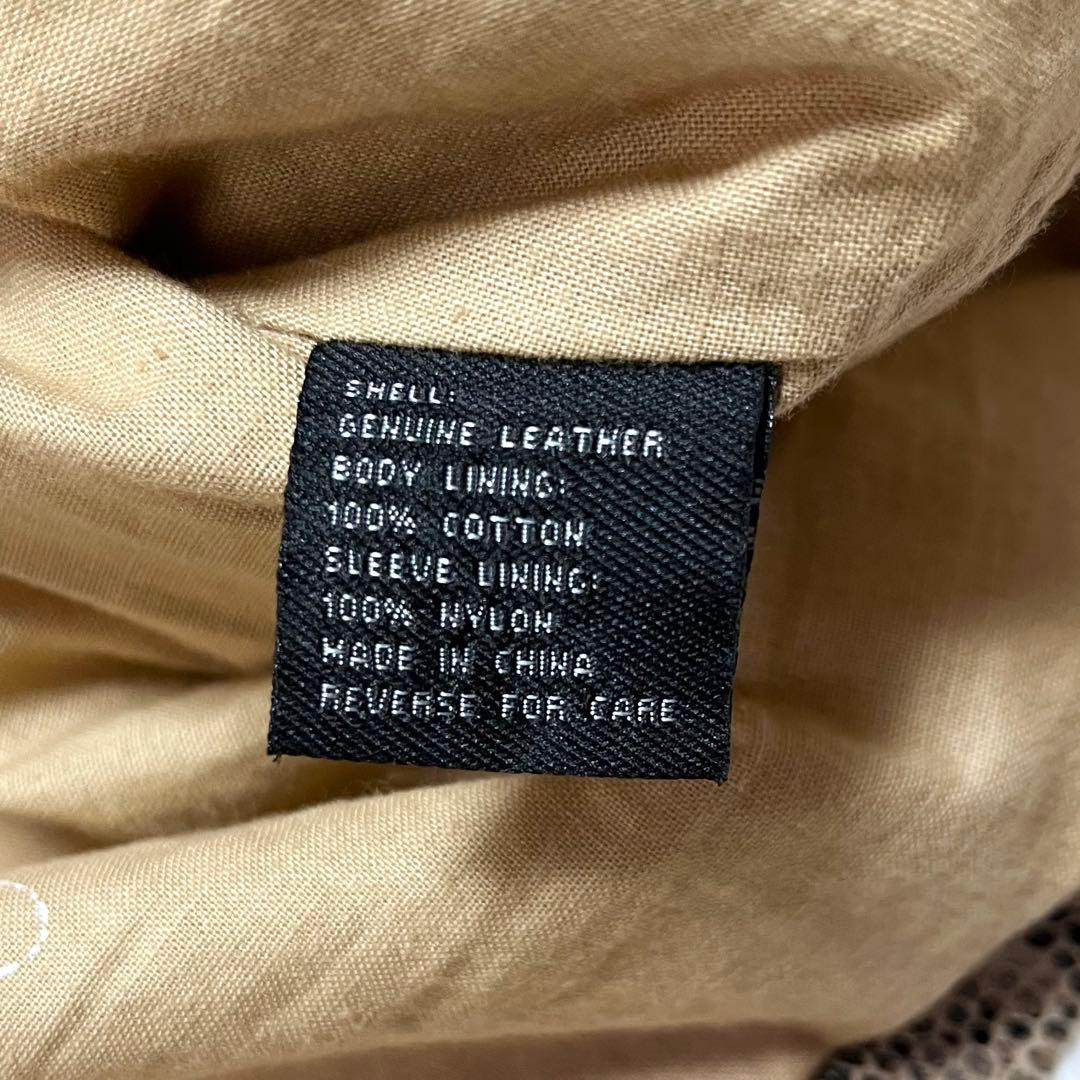 SHELL:
GENUINE LEATHER
BODY LINING:
100% COTTON
SLEEVE LINING:
100% NYLON
MADE IN CHINA
REVERSE FOR CARE